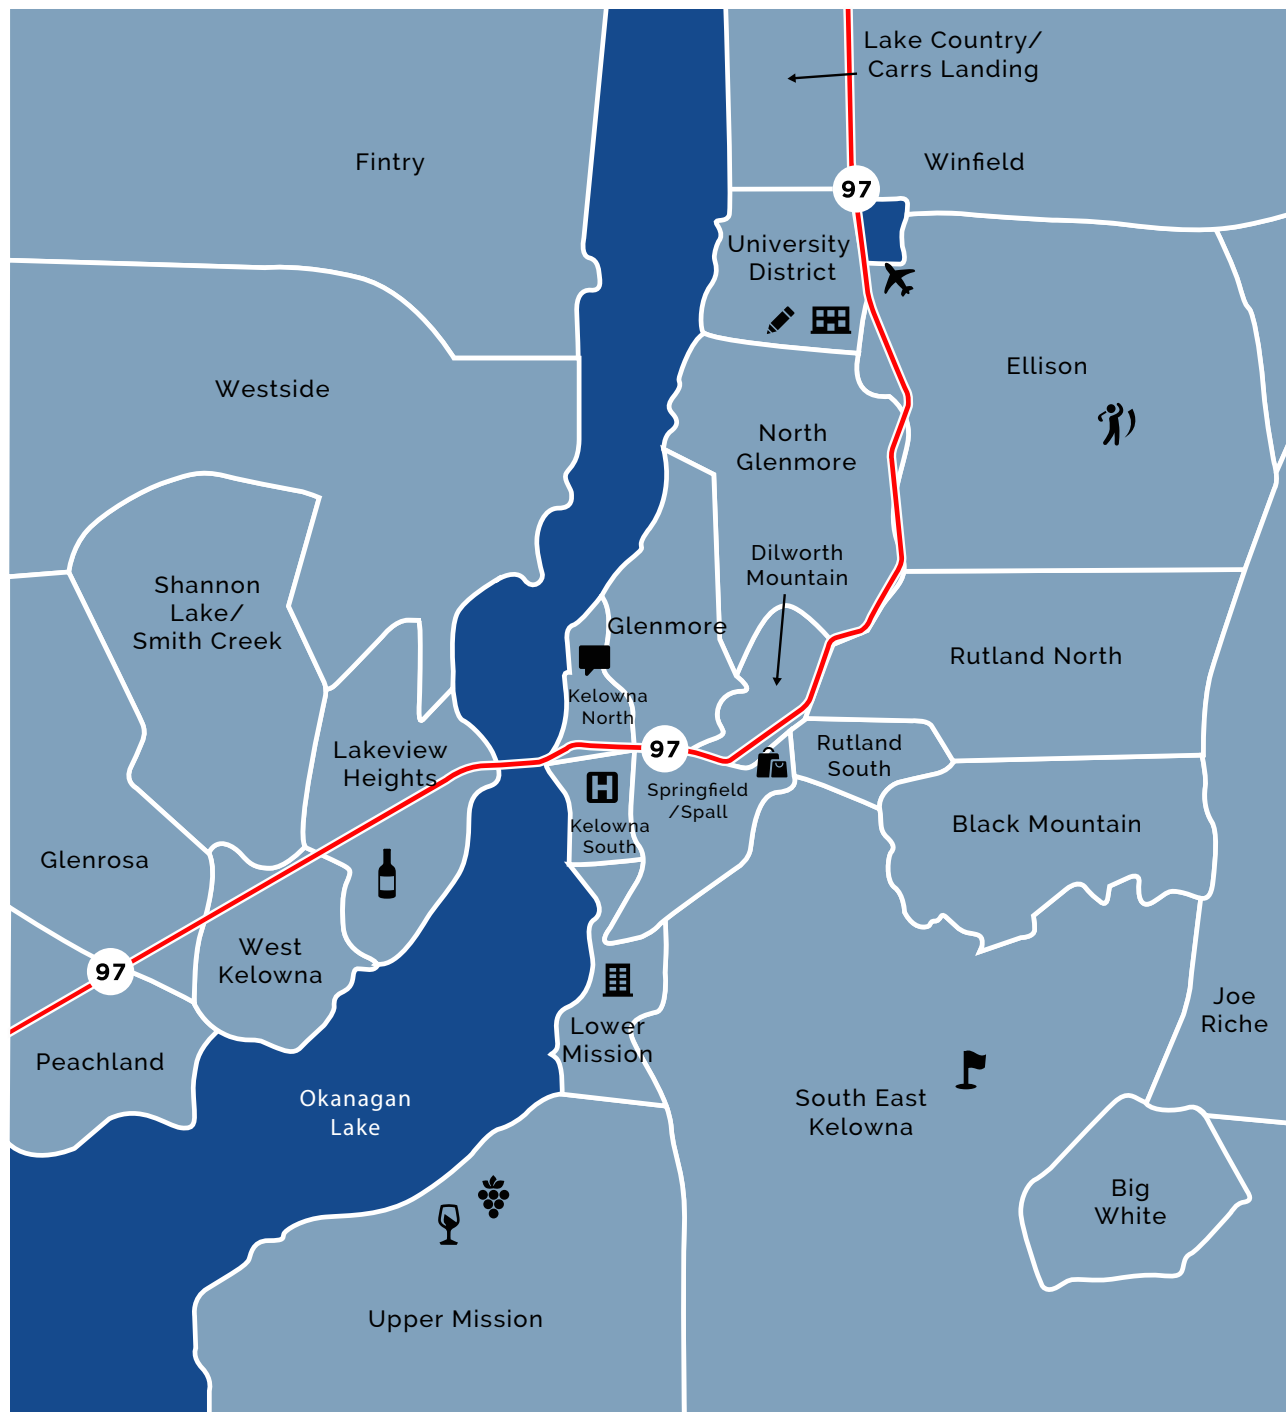 Lake Country/
Carrs Landing
Fintry
Winfield
97
University
District
Ellison
Westside
North
Glenmore
Dilworth
Mountain
Shannon
Lake/
Smith Creek
Glenmore
Rutland North
Kelowna
North
Lakeview
Heights
97
Rutland
South
Springfield
/Spall
H
Kelowna
South
Black Mountain
Glenrosa
West
Kelowna
97
Joe
Riche
Lower
Mission
Peachland
Okanagan
Lake
South East
Kelowna
Big
White
Upper Mission